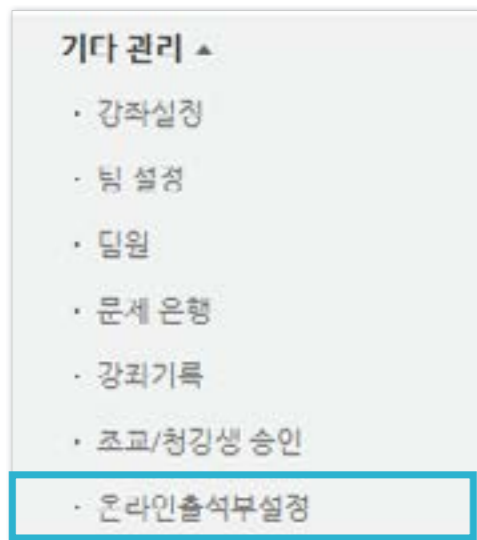 기타 관리 ▲
· 강좌설정
· 팀 설정
· 팀원
· 문제 은행
· 강좌기록
· 조교/청강생 승인
· 온라인출석부설정